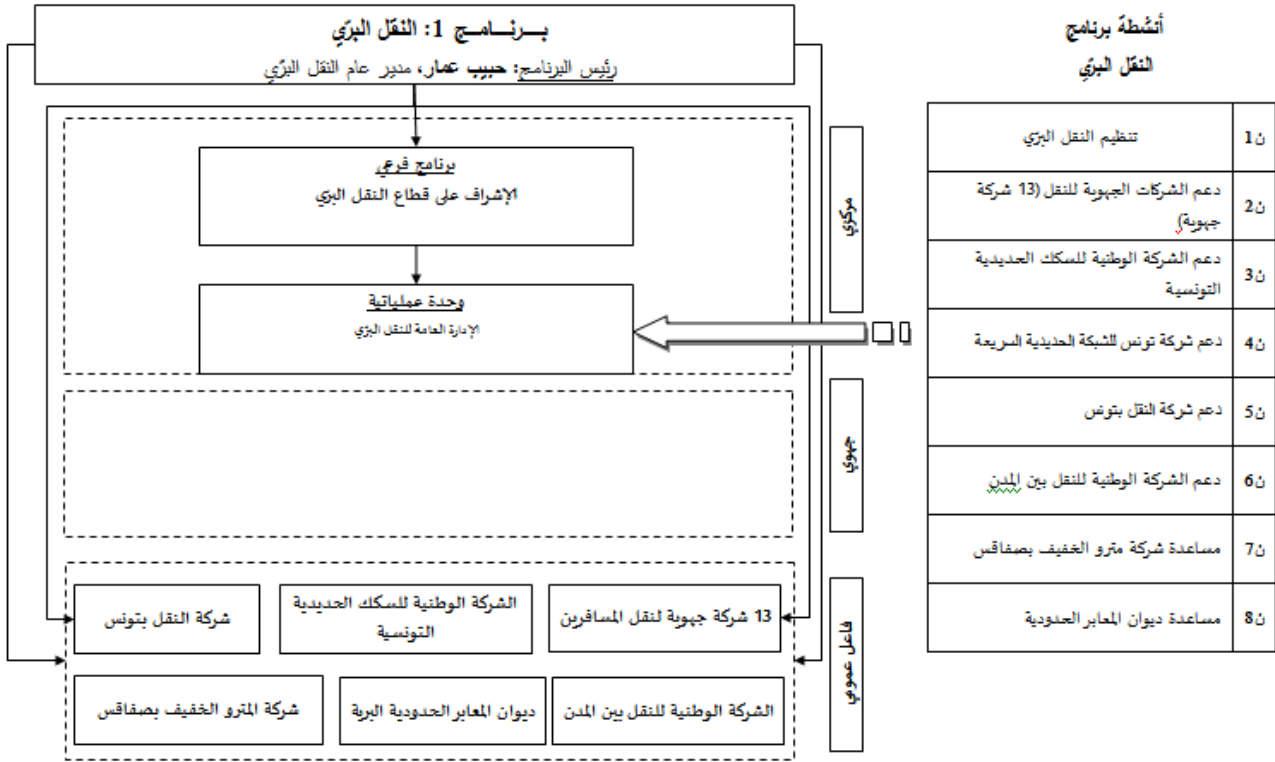 بــرنــامــج 1: النقل البرّي
رئيس البرنامج: حبيب عمار، مدير عام النقل البرّي
برنامج فرعي
الإشراف على قطاع النقل البرّي
وحدة عملياتية
الإدارة العامة للنقل البرّي
مركزي
جهوي
فاعل عمومي
13 شركة جهوية لنقل المسافرين
الشركة الوطنية للسكك الحديدية
التونسية
شركة النقل بتونس
الشركة الوطنية للنقل بين المدن
ديوان المعابر الحدودية البرية
شركة المترو الخفيف بصفاقس
أنشطة برنامج
النقل البرّي
ن1 تنظيم النقل البرّي
ن2 دعم الشركات الجهوية للنقل (13 شركة
جهوية)
ن3 دعم الشركة الوطنية للسكك الحديدية
التونسية
ن4 دعم شركة تونس للشبكة الحديدية السريعة
ن5 دعم شركة النقل بتونس
ن6 دعم الشركة الوطنية للنقل بين المدن
ن7 مساعدة شركة مترو الخفيف بصفاقس
ن8 مساعدة ديوان المعابر الحدودية